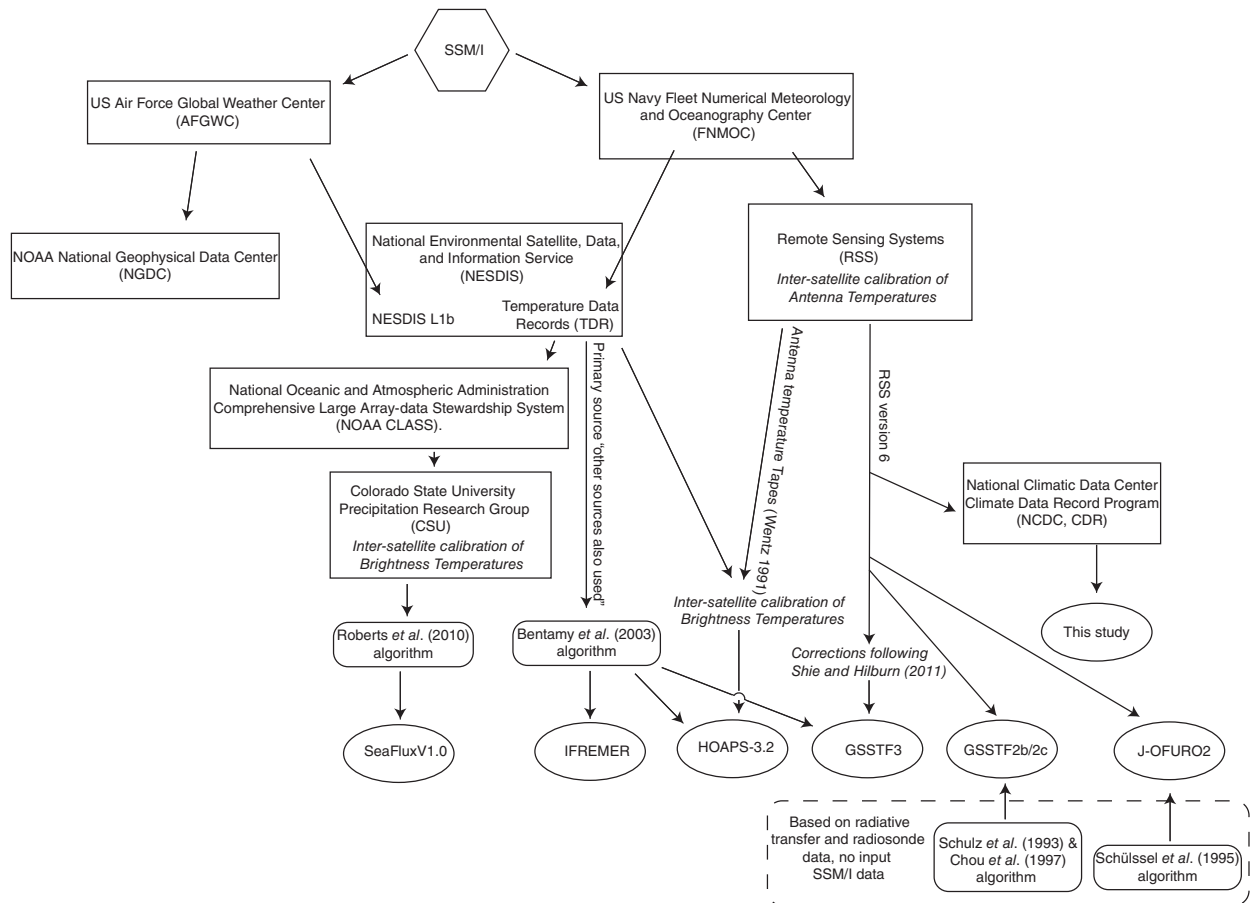 SSM/I
US Air Force Global Weather Center
(AFGWC)
US Navy Fleet Numerical Meteorology
and Oceanography Center
(FNMOC)
NOAA National Geophysical Data Center
(NGDC)
National Environmental Satellite, Data,
and Information Service
(NESDIS)
NESDIS L1b
Temperature Data
Records (TDR)
Remote Sensing Systems
(RSS)
Inter-satellite calibration of
Antenna Temperatures
National Oceanic and Atmospheric Administration
Comprehensive Large Array-data Stewardship System
(NOAA CLASS).
Primary source “other sources also used”
Antenna temperature Tapes (Wentz 1991)
RSS version 6
Colorado State University
Precipitation Research Group
(CSU)
Inter-satellite calibration of
Brightness Temperatures
National Climatic Data Center
Climate Data Record Program
(NCDC, CDR)
Inter-satellite calibration of
Brightness Temperatures
This study
Roberts et al. (2010)
algorithm
Bentamy et al. (2003)
algorithm
Corrections following
Shie and Hilburn (2011)
SeaFluxV1.0
IFREMER
HOAPS-3.2
GSSTF3
GSSTF2b/2c
J-OFURO2
Based on radiative
transfer and radiosonde
data, no input
SSM/I data
Schulz et al. (1993) &
Chou et al. (1997)
algorithm
Schülssel et al. (1995)
algorithm